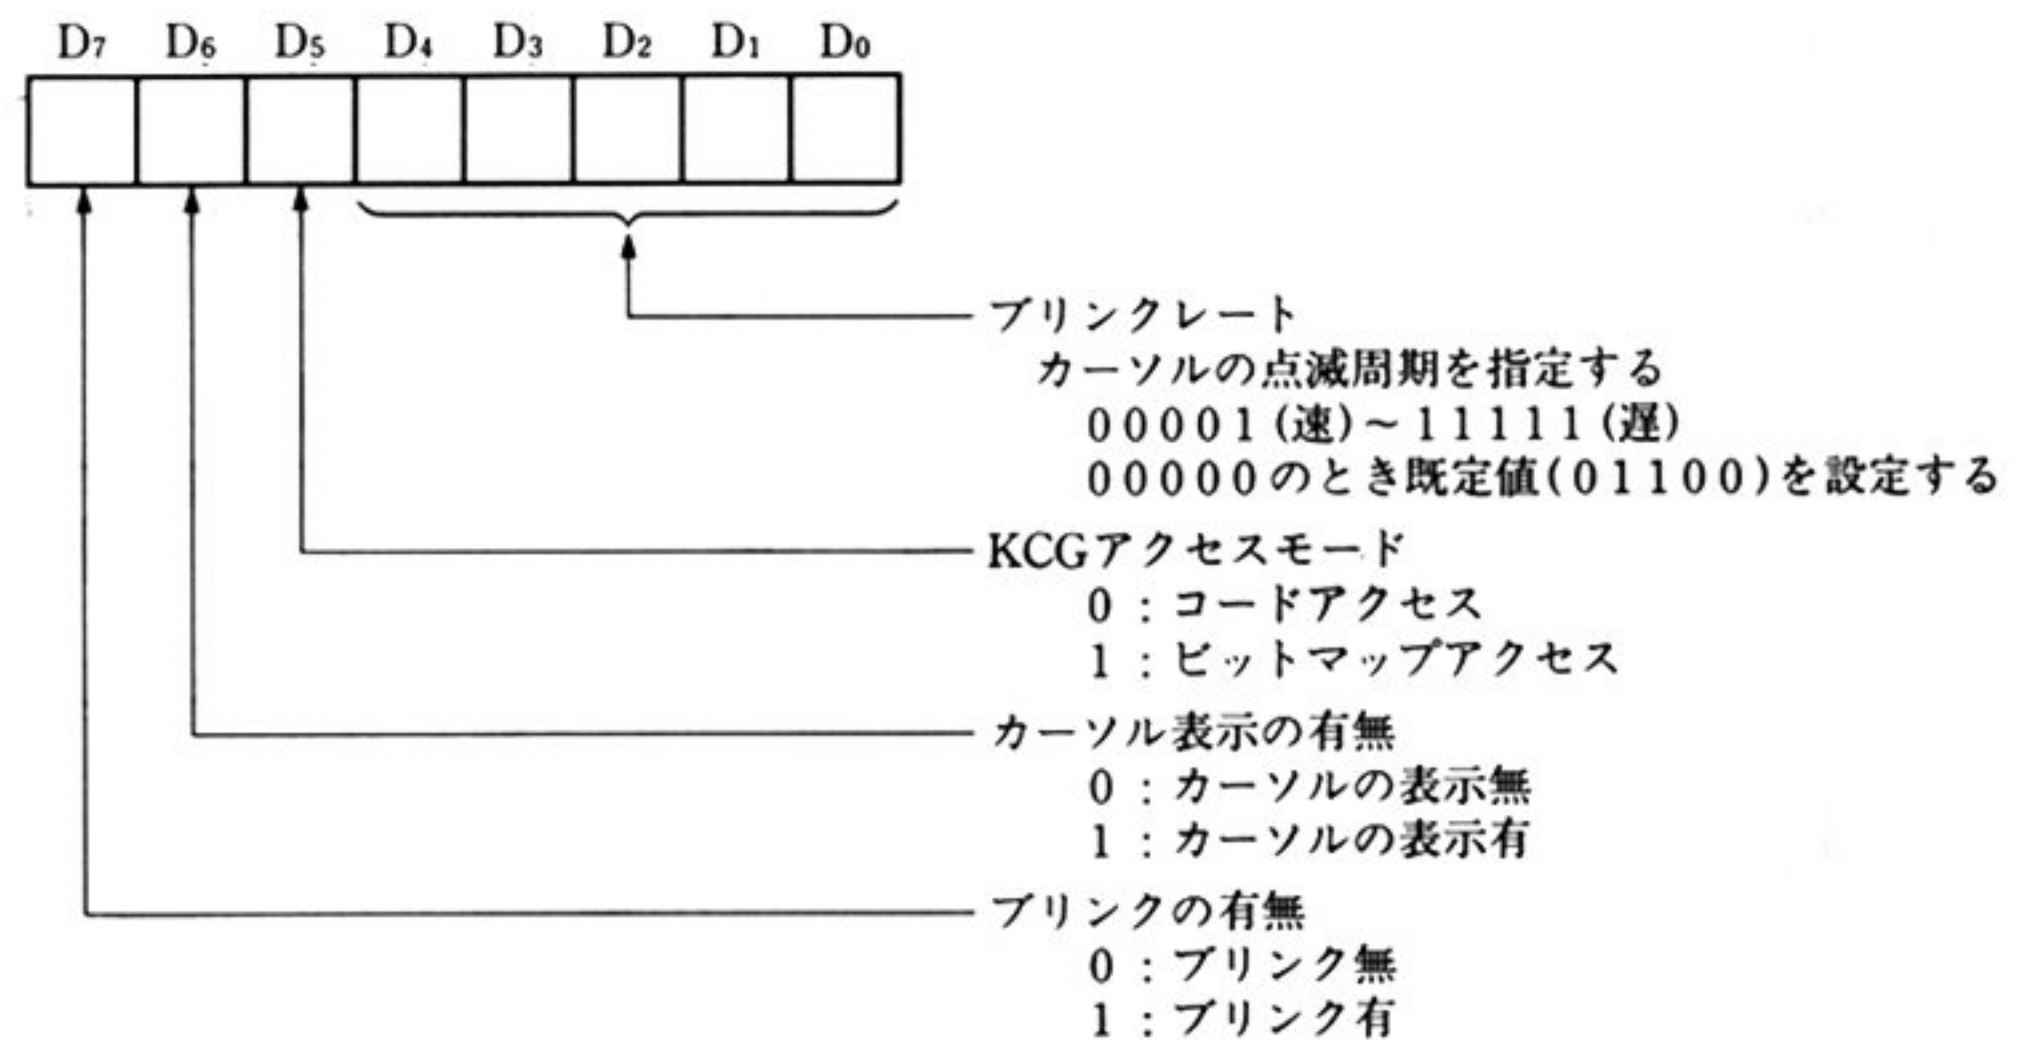 D7 D6 D5 D4 D3 D2 D1 D0
ブリンクレート
カーソルの点滅周期を指定する
00001(速)~11111(遅)
00000のとき既定値(01100)を設定する
KCGアクセスモード
0:コードアクセス
1:ビットマップアクセス
カーソル表示の有無
0:カーソルの表示無
1:カーソルの表示有
ブリンクの有無
0:ブリンク無
1:ブリンク有